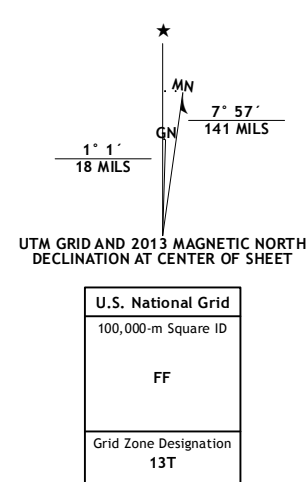 ★
MN
7° 57´
141 MILS
GN
1° 1´
18 MILS
UTM GRID AND 2013 MAGNETIC NORTH
DECLINATION AT CENTER OF SHEET
U.S. National Grid
100,000-m Square ID
FF
Grid Zone Designation
13T